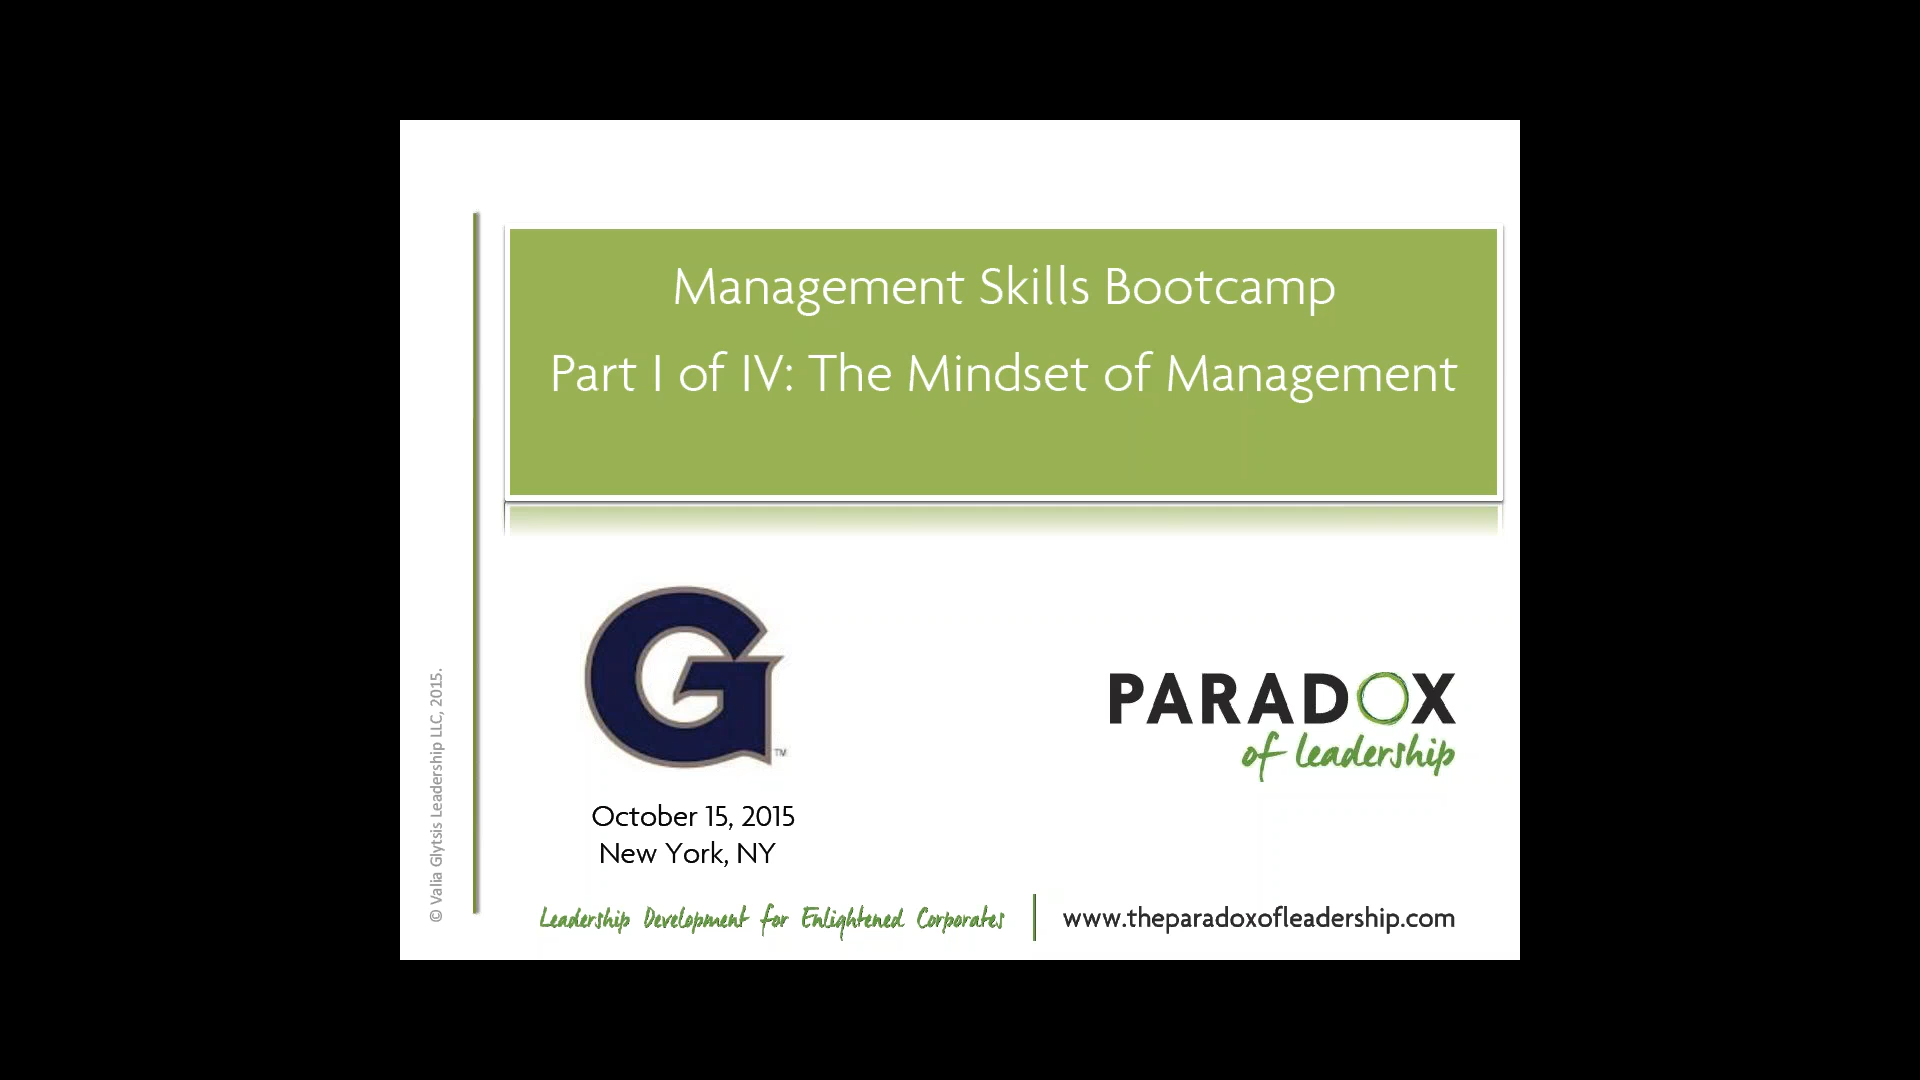 Management Skills Bootcamp
Part I of IV: The Mindset of Management
G
TM
PARADOX
of leadership
October 15, 2015
New York, NY
Leadership Development for Enlightened Corporates
www.theparadoxofleadership.com
© Valia Glytsis Leadership LLC, 2015.